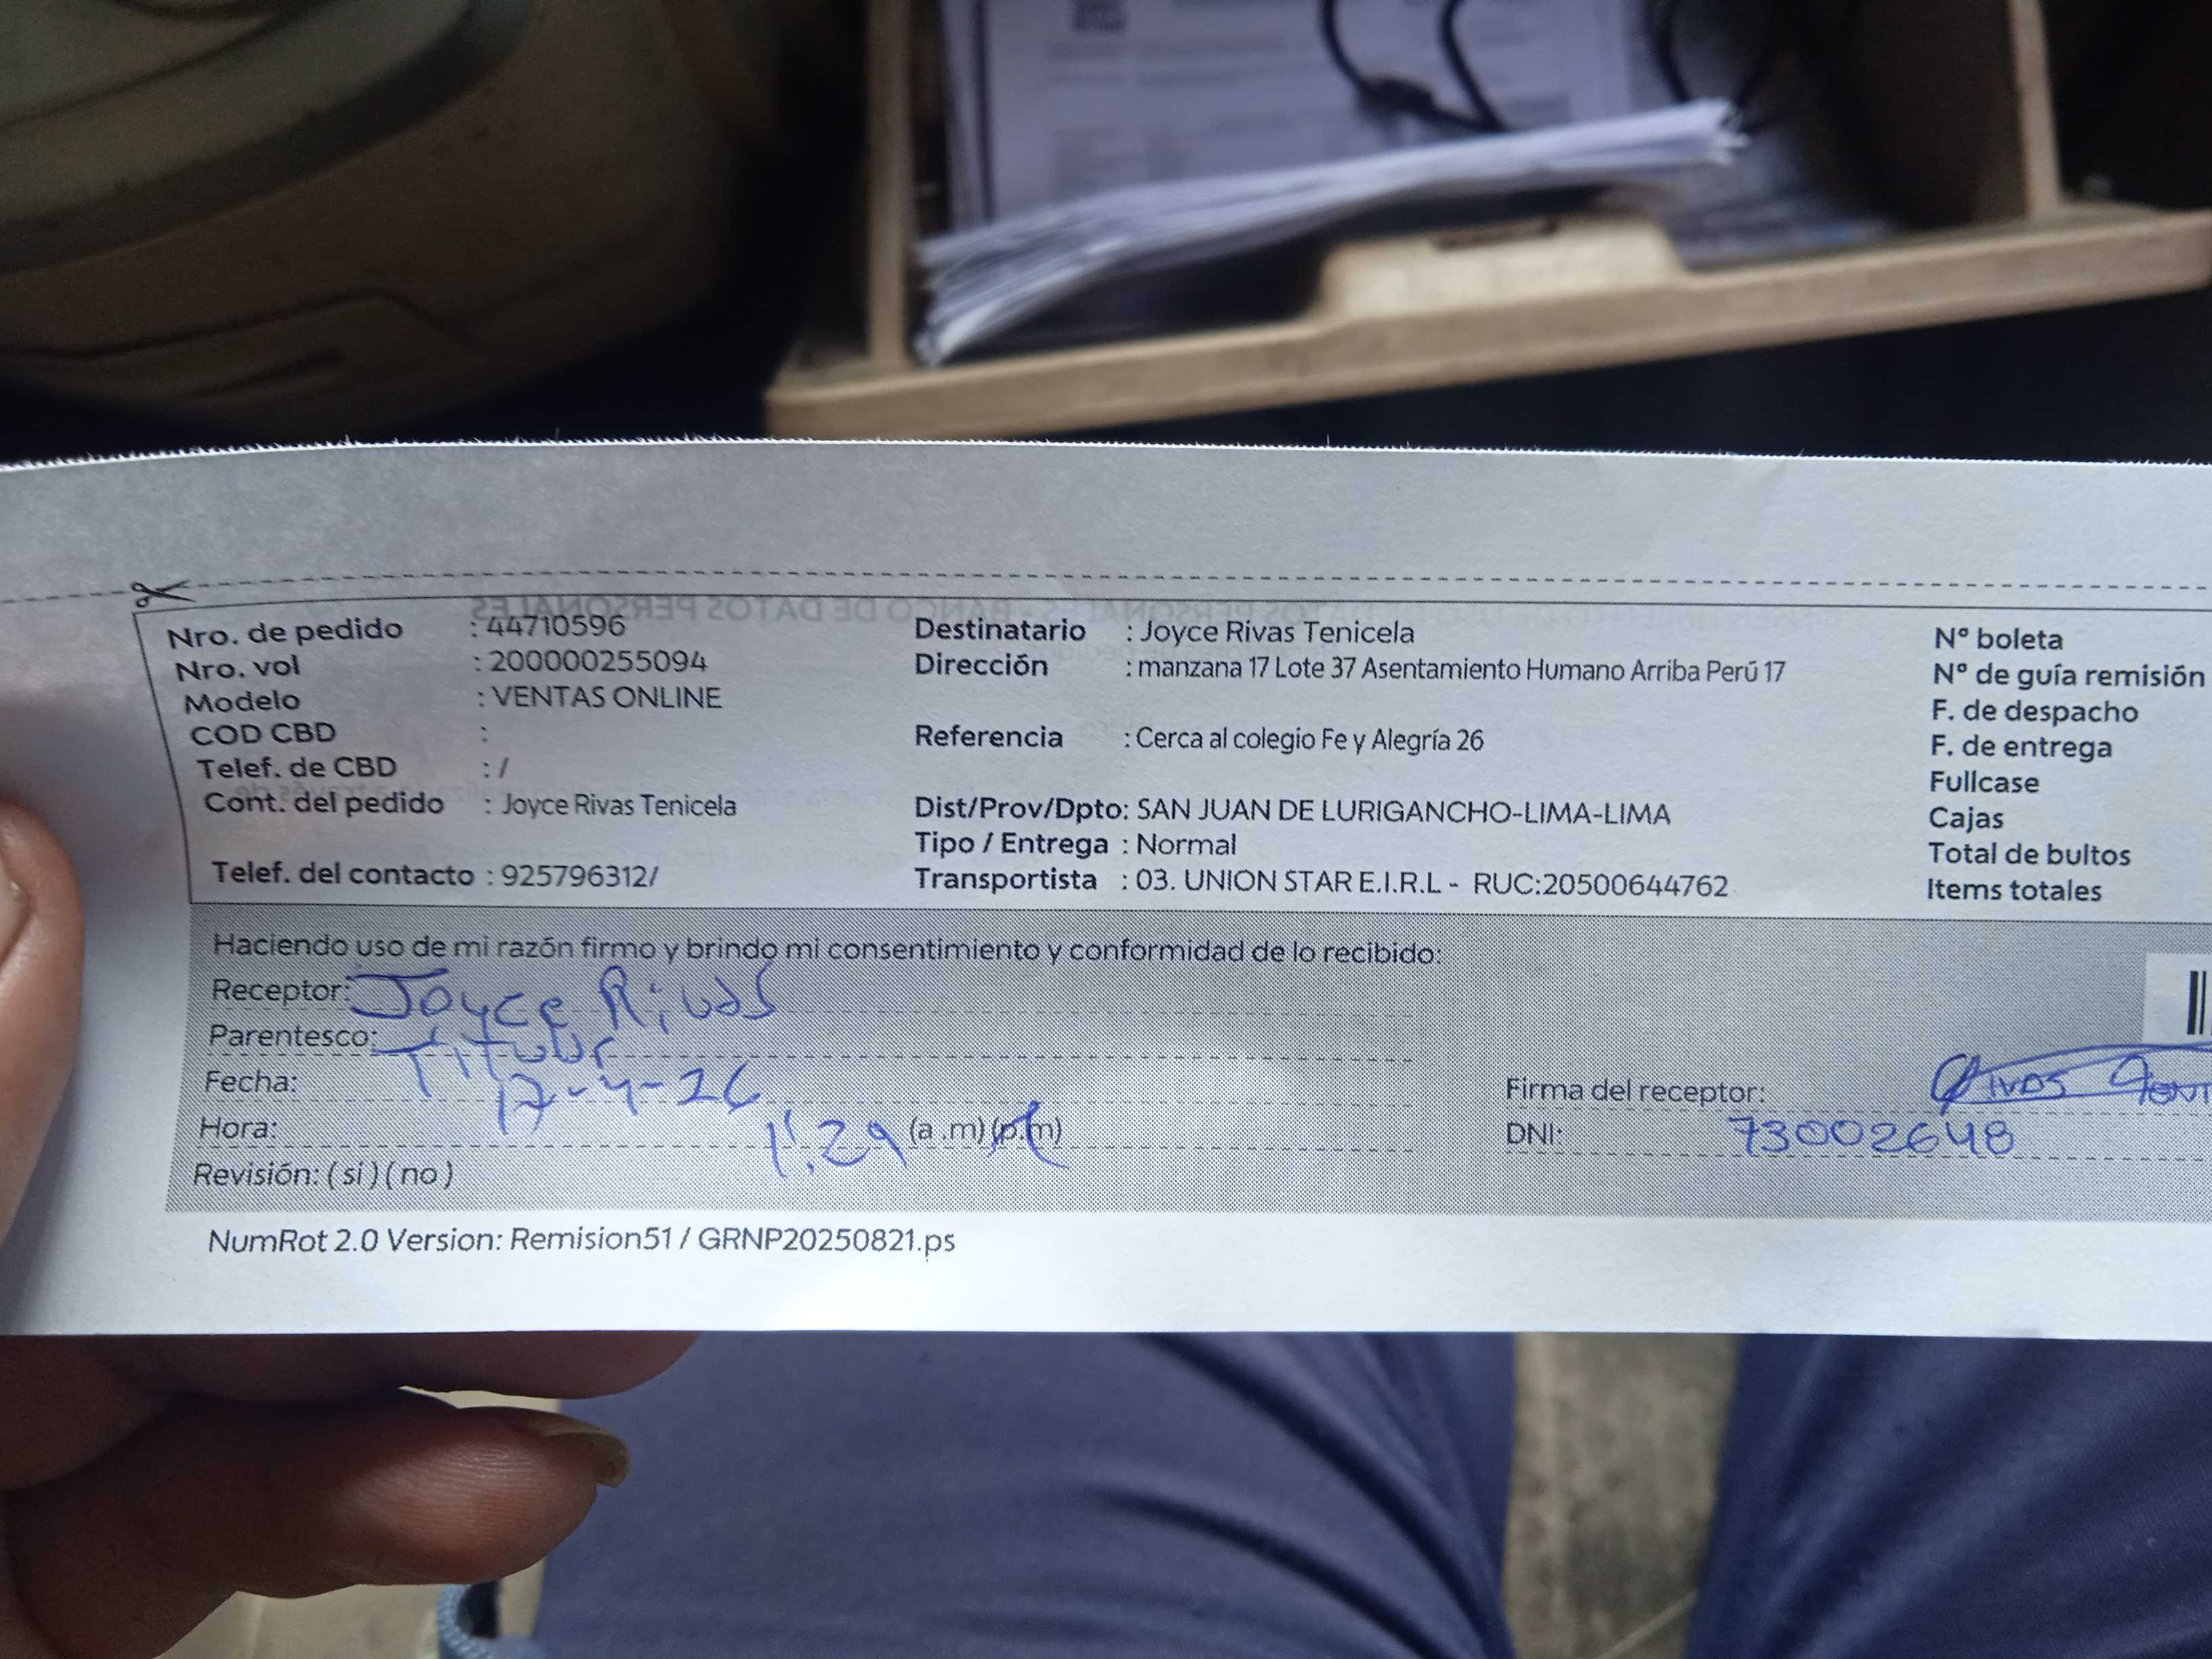 Nro. de pedido : 44710596
Nro. vol : 200000255094
Modelo : VENTAS ONLINE
COD CBD :
Telef. de CBD : /
Cont. del pedido : Joyce Rivas Tenicela
Telef. del contacto : 925796312/
Destinatario : Joyce Rivas Tenicela
Dirección : manzana 17 Lote 37 Asentamiento Humano Arriba Perú 17
Referencia : Cerca al colegio Fe y Alegría 26
Dist/Prov/Dpto: SAN JUAN DE LURIGANCHO-LIMA-LIMA
Tipo / Entrega : Normal
Transportista : 03. UNION STAR E.I.R.L - RUC:20500644762
Nº boleta
Nº de guía remisión
F. de despacho
F. de entrega
Fullcase
Cajas
Total de bultos
Items totales
Haciendo uso de mi razón firmo y brindo mi consentimiento y conformidad de lo recibido:
Receptor: Joyce Rivas
Parentesco: Titular
Fecha: 17-4-26
Hora: 1:29 (a .m) (p.m)
Revisión: ( si ) ( no )
Firma del receptor: Rivas
DNI: 73002648
NumRot 2.0 Version: Remision51 / GRNP20250821.ps